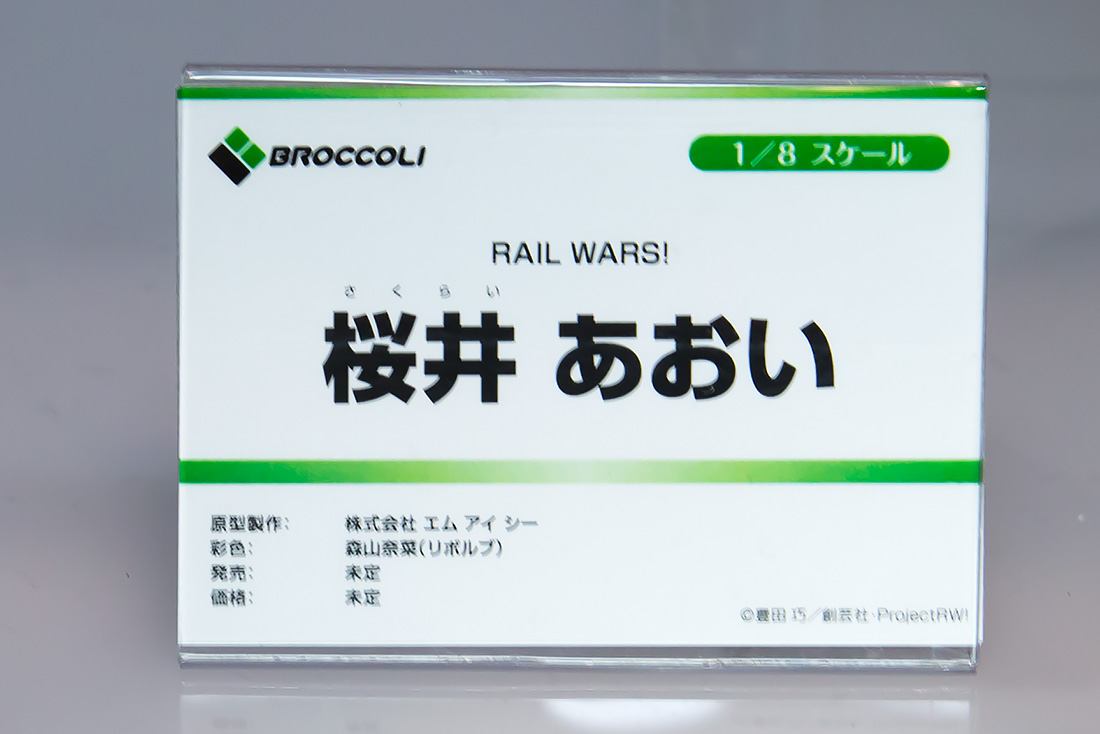 BROCCOLI
1/8 スケール
RAIL WARS!
さくらい
桜井 あおい
原型製作: 株式会社 エム アイ シー
彩色: 森山奈菜(リボルブ)
発売: 未定
価格: 未定
©豊田 巧/創芸社・ProjectRW!